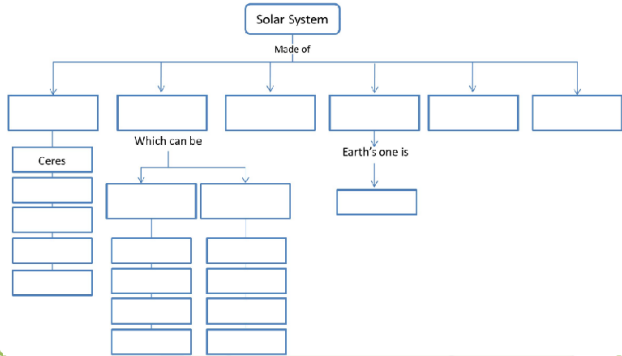 Solar System
Made of
Which can be
Earth's one is
Ceres